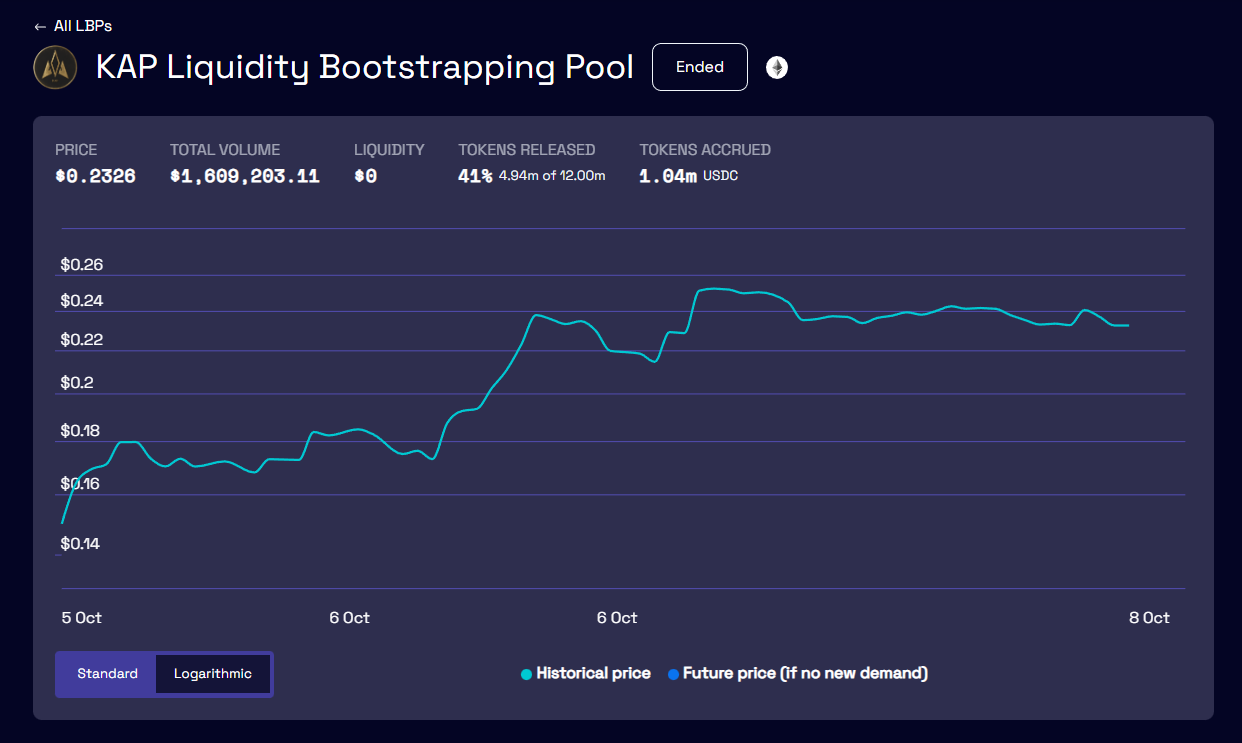 ← All LBPs
KAP Liquidity Bootstrapping Pool Ended
PRICE TOTAL VOLUME LIQUIDITY TOKENS RELEASED TOKENS ACCRUED
$0.2326 $1,609,203.11 $0 41% 4.94m of 12.00m 1.04m USDC
$0.26
$0.24
$0.22
$0.2
$0.18
$0.16
$0.14
5 Oct 6 Oct 6 Oct 8 Oct
Standard Logarithmic Historical price Future price (if no new demand)